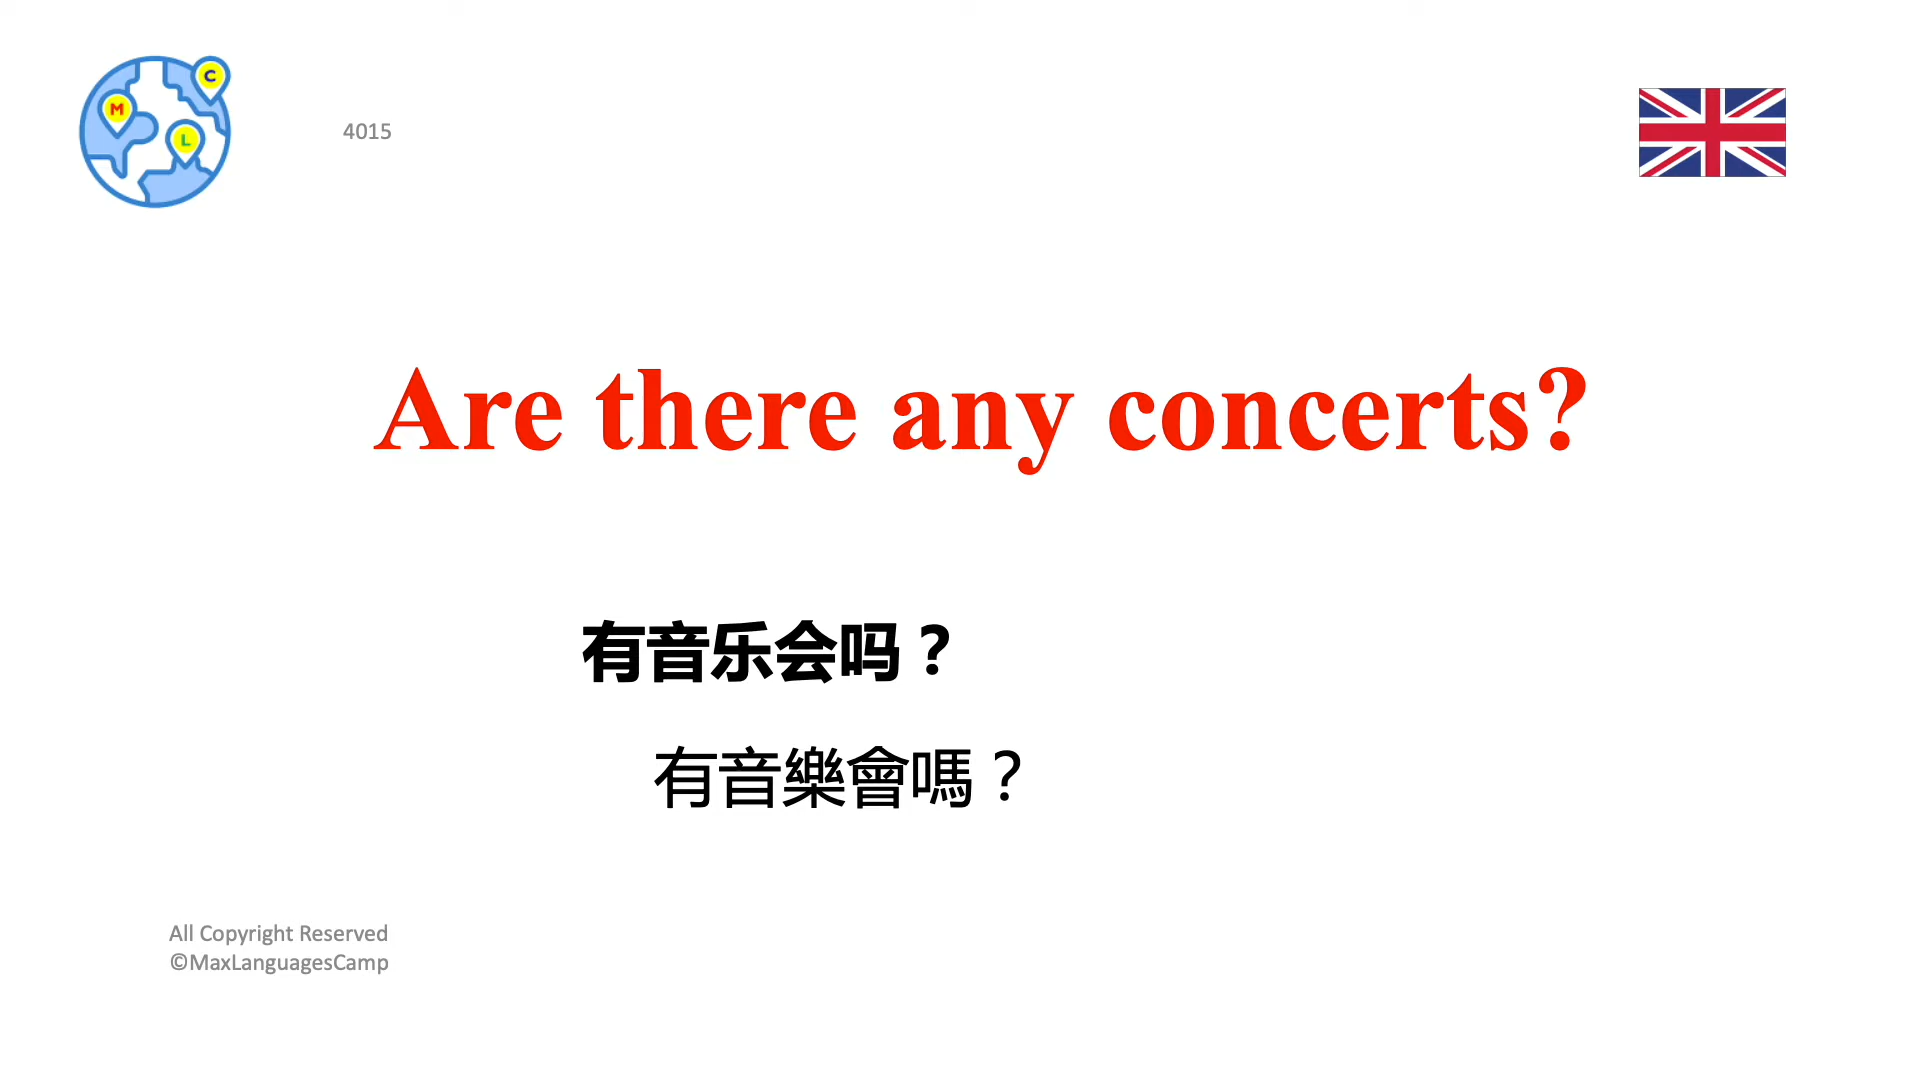 C
M
L
4015
Are there any concerts?
有音乐会吗？
有音樂會嗎？
All Copyright Reserved
©MaxLanguagesCamp